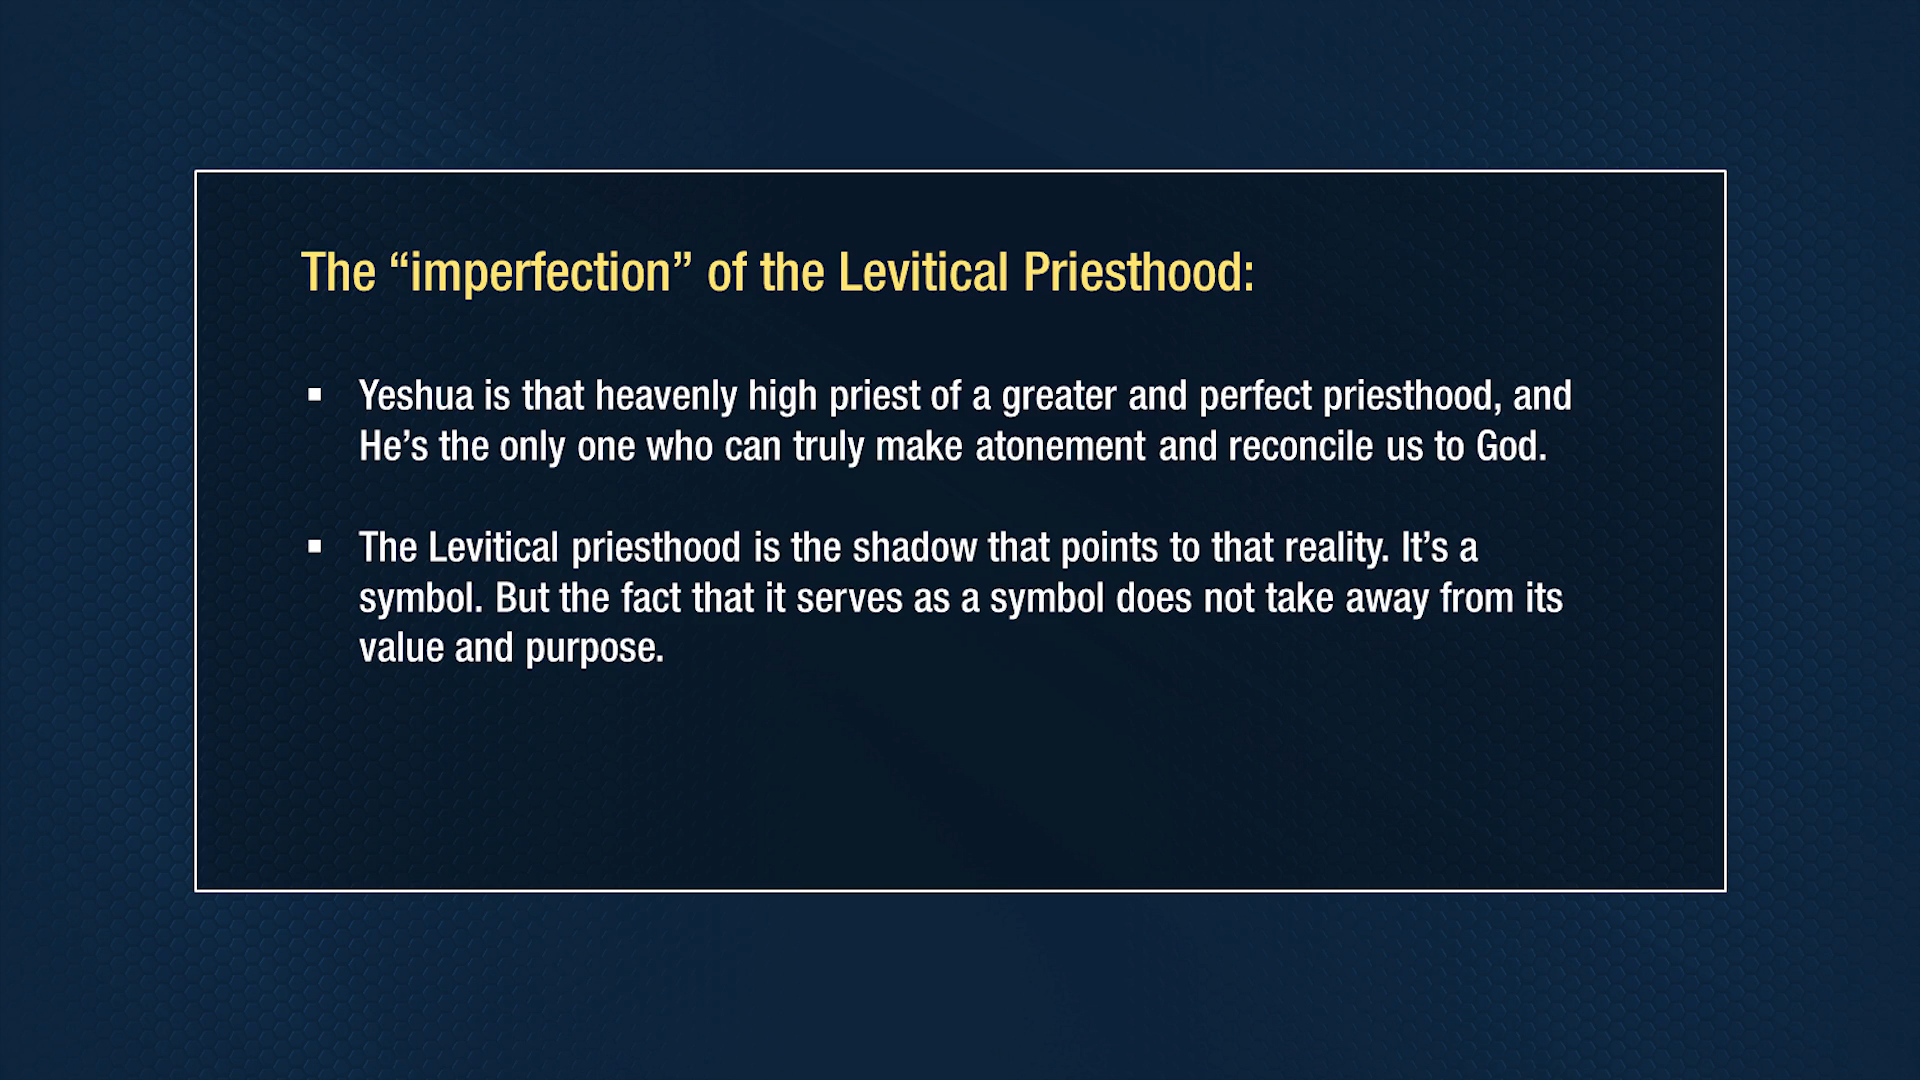 The “imperfection” of the Levitical Priesthood:
▪ Yeshua is that heavenly high priest of a greater and perfect priesthood, and
He’s the only one who can truly make atonement and reconcile us to God.
▪ The Levitical priesthood is the shadow that points to that reality. It’s a
symbol. But the fact that it serves as a symbol does not take away from its
value and purpose.